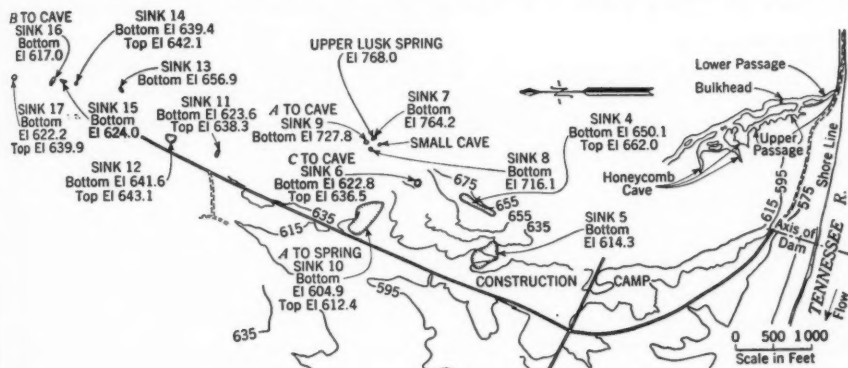 B TO CAVE
SINK 16
Bottom
El 617.0
SINK 14
Bottom El 639.4
Top El 642.1
SINK 13
Bottom El 656.9
SINK 17
Bottom
El 622.2
Top El 639.9
SINK 15
Bottom
El 624.0
SINK 11
Bottom El 623.6
Top El 638.3
SINK 12
Bottom El 641.6
Top El 643.1
UPPER LUSK SPRING
El 768.0
A TO CAVE
SINK 9
Bottom El 727.8
SINK 7
Bottom
El 764.2
SMALL CAVE
SINK 8
Bottom
El 716.1
C TO CAVE
SINK 6
Bottom
El 622.8
Top El 636.5
SINK 4
Bottom El 650.1
Top El 662.0
SINK 5
Bottom
El 614.3
A TO SPRING
SINK 10
Bottom
El 604.9
Top El 612.4
675
655
655
635
635
615
595
635
CONSTRUCTION CAMP
Lower Passage
Bulkhead
Upper
Passage
Honeycomb
Cave
615
595
575
Shore Line
Axis of
Dam
TENNESSEE R.
Flow
0 500 1000
Scale in Feet